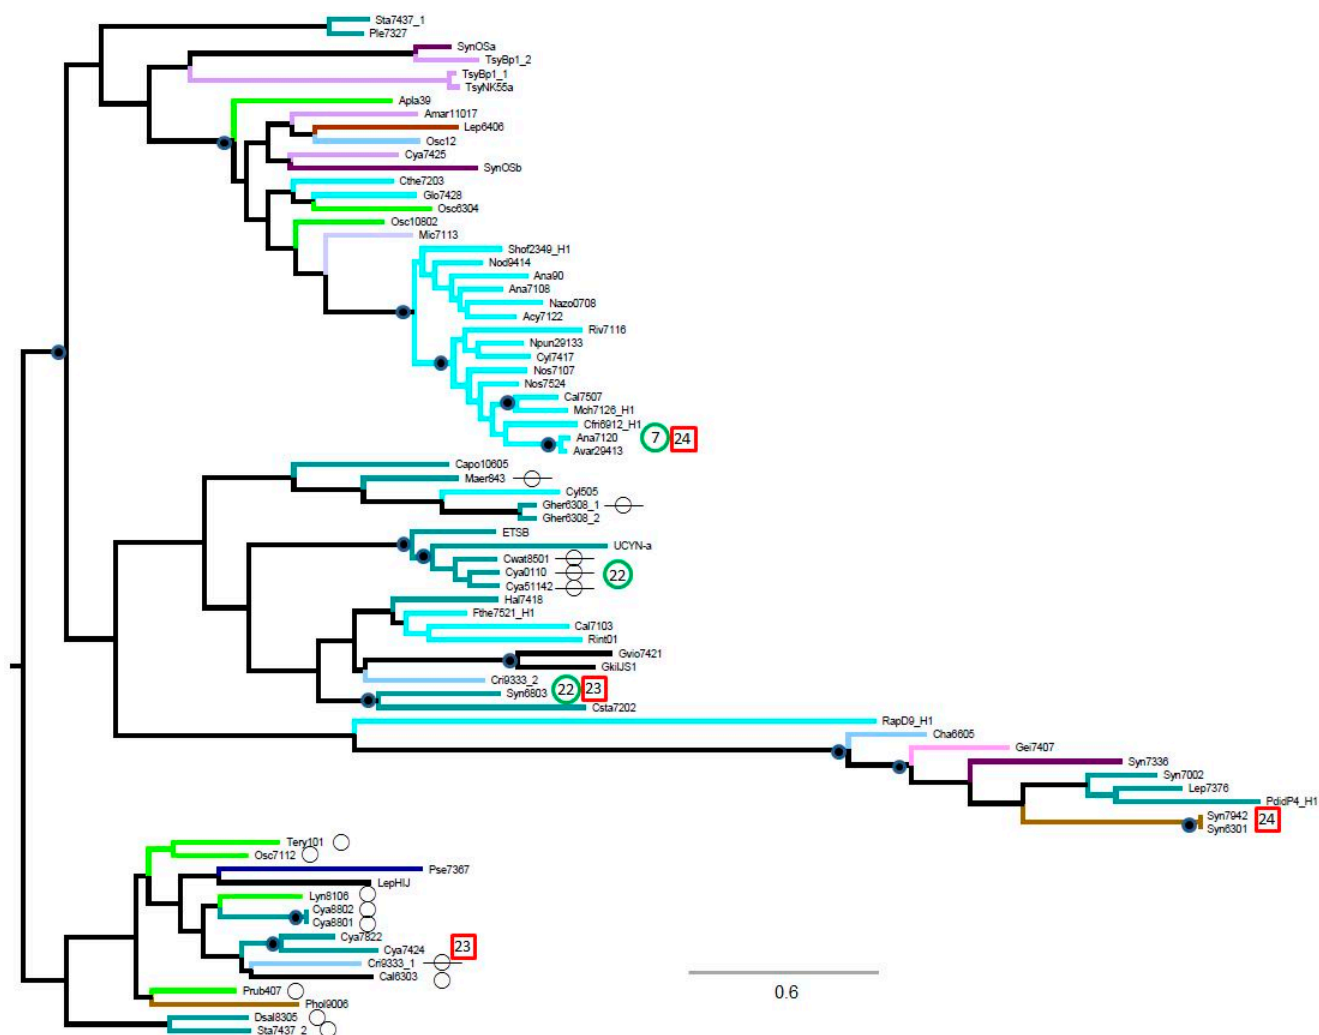 Sta7437_1
Ple7327
SynOSa
TsyBp1_2
TsyBp1_1
TsyNK55a
Apla39
Amar11017
Lep6406
Osc12
Cya7425
SynOSb
Cthe7203
Glo7428
Osc6304
Osc10802
Mic7113
Shof2349_H1
Nod9414
Ana90
Ana7108
Nazo0708
Acy7122
Riv7116
Npun29133
Cyl7417
Nos7107
Nos7524
Cal7507
Mch7126_H1
Cfri6912_H1
Ana7120 7 24
Avar29413
Capo10605
Maer843
Cyl505
Gher6308_1
Gher6308_2
ETSB
UCYN-a
Cwat8501
Cya0110 22
Cya51142
Hal7418
Fthe7521_H1
Cal7103
Rint01
Gvio7421
GkilJS1
Cri9333_2
Syn6803 22 23
Csta7202
RapD9_H1
Cha6605
Gei7407
Syn7336
Syn7002
Lep7376
PdidP4_H1
Syn7942 24
Syn6301
Tery101
Osc7112
Pse7367
LepHIJ
Lyn8106
Cya8802
Cya8801
Cya7822
Cya7424 23
Cri9333_1
Cal6303
Prub407
Phol9006
Dsal8305
Sta7437_2
0.6